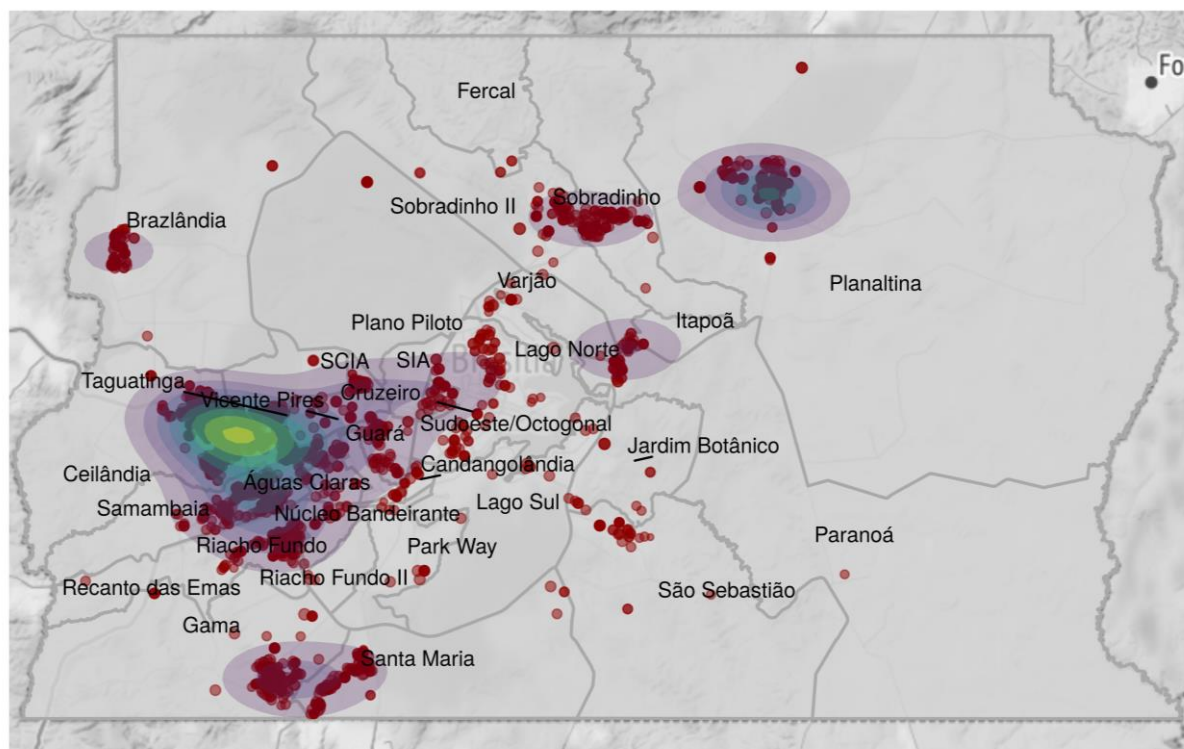 Fo
Fercal
Sobradinho
Sobradinho II
Brazlândia
Planaltina
Varjão
Plano Piloto
Itapoã
Lago Norte
SCIA
SIA
Brasília
Taguatinga
Cruzeiro
Vicente Pires
Sudoeste/Octogonal
Guará
Jardim Botânico
Candangolândia
Ceilândia
Águas Claras
Lago Sul
Samambaia
Núcleo Bandeirante
Paranoá
Riacho Fundo
Park Way
Riacho Fundo II
Recanto das Emas
São Sebastião
Gama
Santa Maria